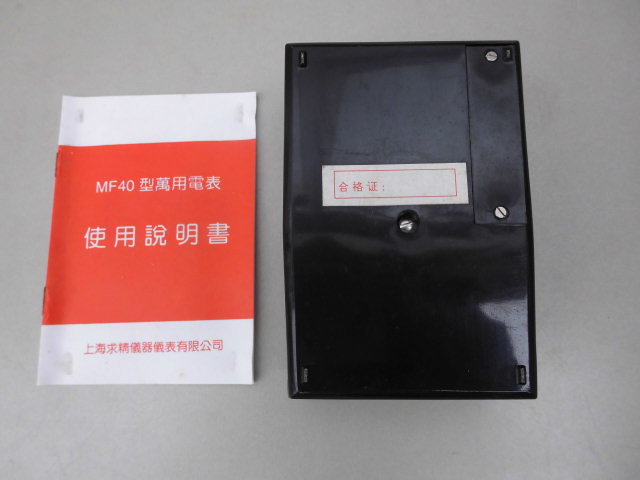 MF40 型萬用電表
使用說明書
上海求精儀器儀表有限公司
合格证: